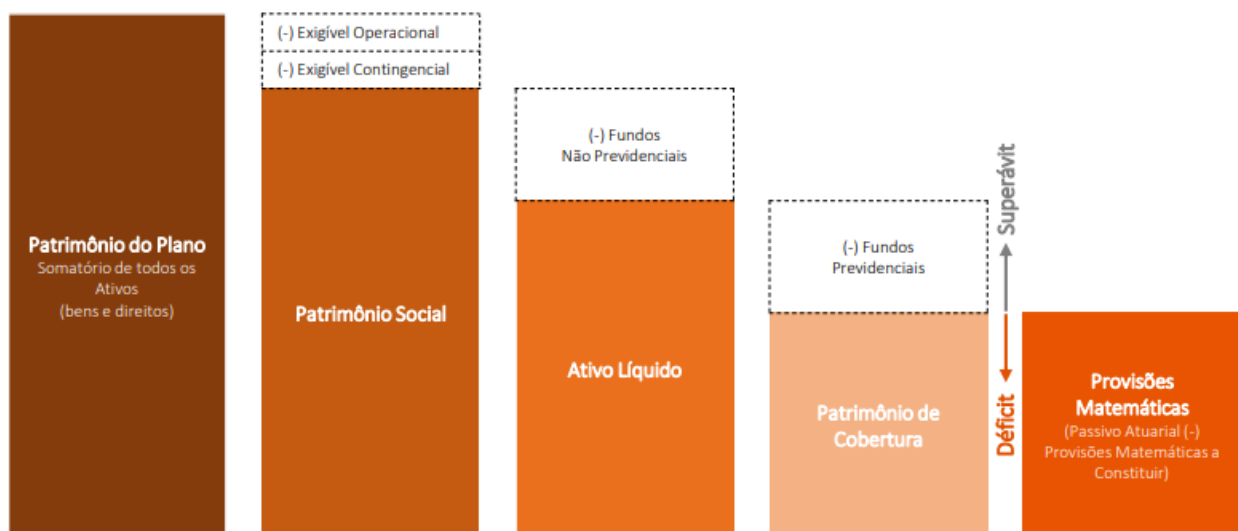 Patrimônio do Plano
Somatório de todos os
Ativos
(bens e direitos)
(-) Exigível Operacional
(-) Exigível Contingencial
Patrimônio Social
(-) Fundos
Não Previdenciais
Ativo Líquido
(-) Fundos
Previdenciais
Patrimônio de
Cobertura
Superávit
Déficit
Provisões
Matemáticas
(Passivo Atuarial (-)
Provisões Matemáticas a
Constituir)